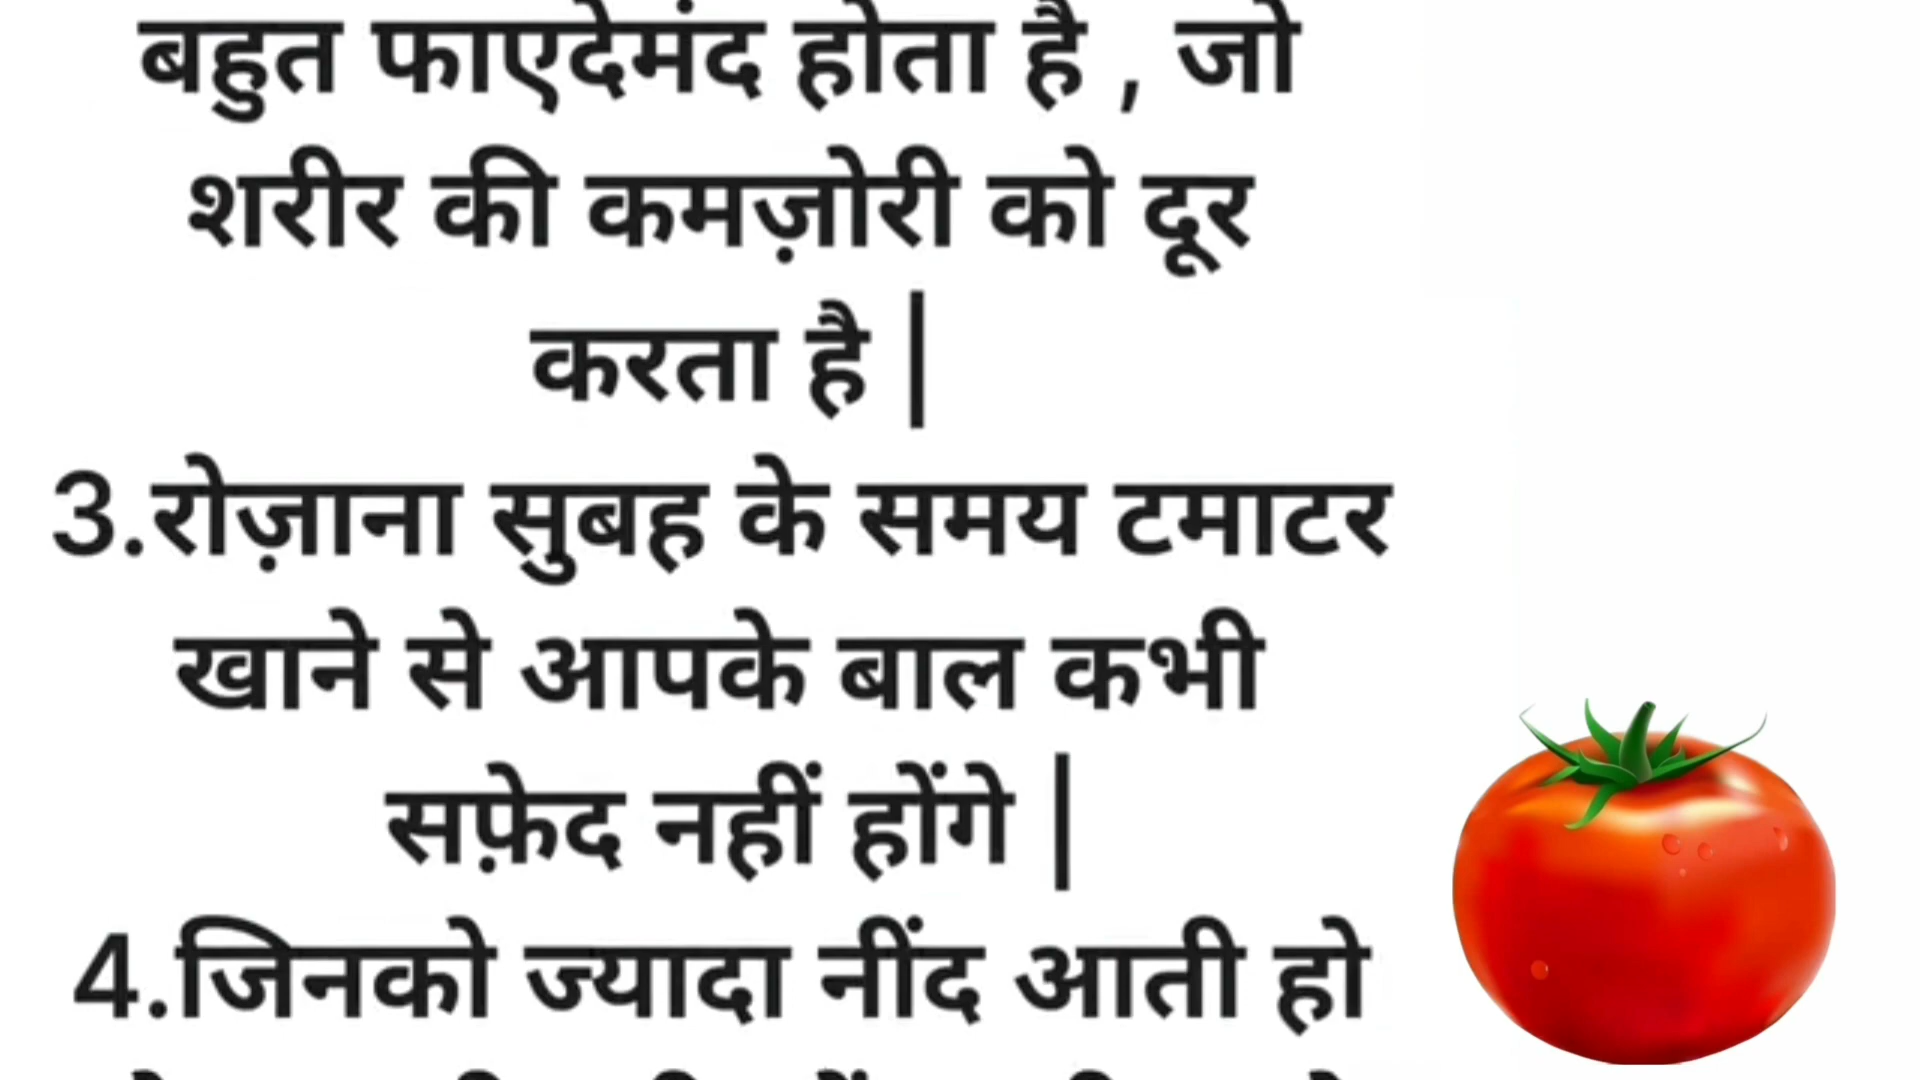 बहुत फाएदेमंद होता है , जो
शरीर की कमज़ोरी को दूर
करता है |
3.रोज़ाना सुबह के समय टमाटर
खाने से आपके बाल कभी
सफ़ेद नहीं होंगे |
4.जिनको ज्यादा नींद आती हो